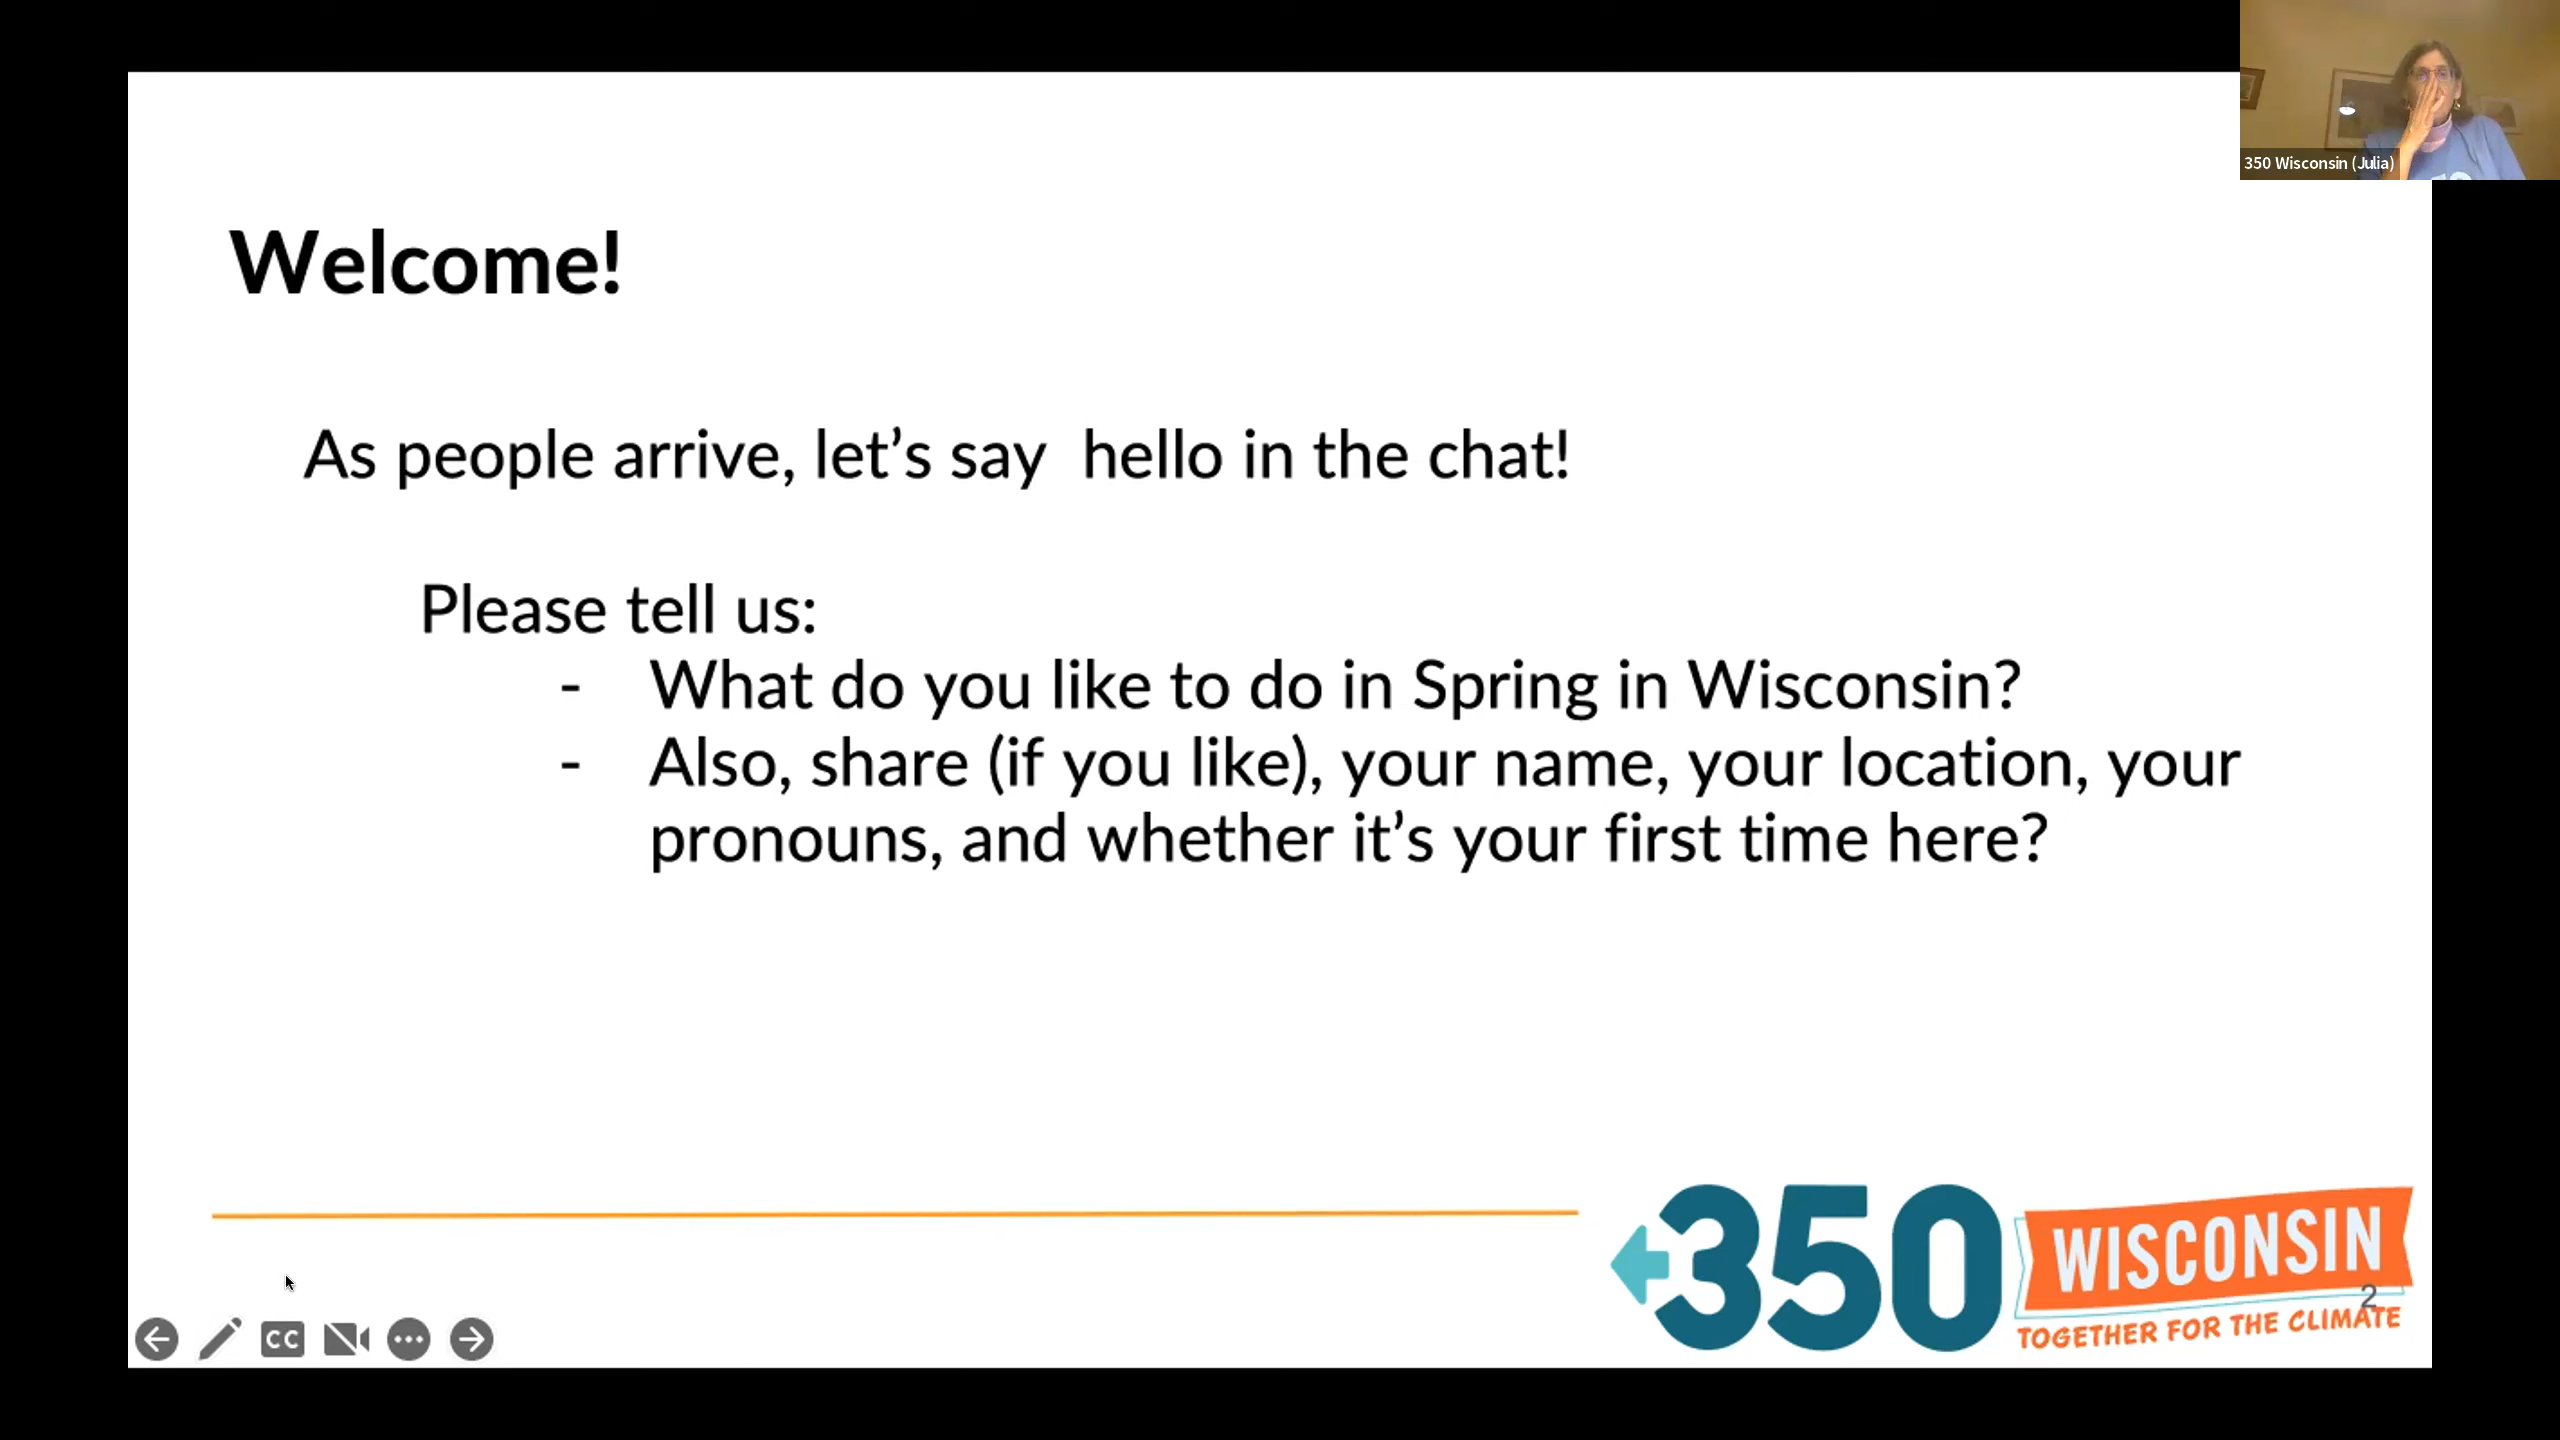 350 Wisconsin (Julia)
Welcome!
As people arrive, let’s say  hello in the chat!
Please tell us:
- What do you like to do in Spring in Wisconsin?
- Also, share (if you like), your name, your location, your
pronouns, and whether it’s your first time here?
350 WISCONSIN
2
TOGETHER FOR THE CLIMATE
CC